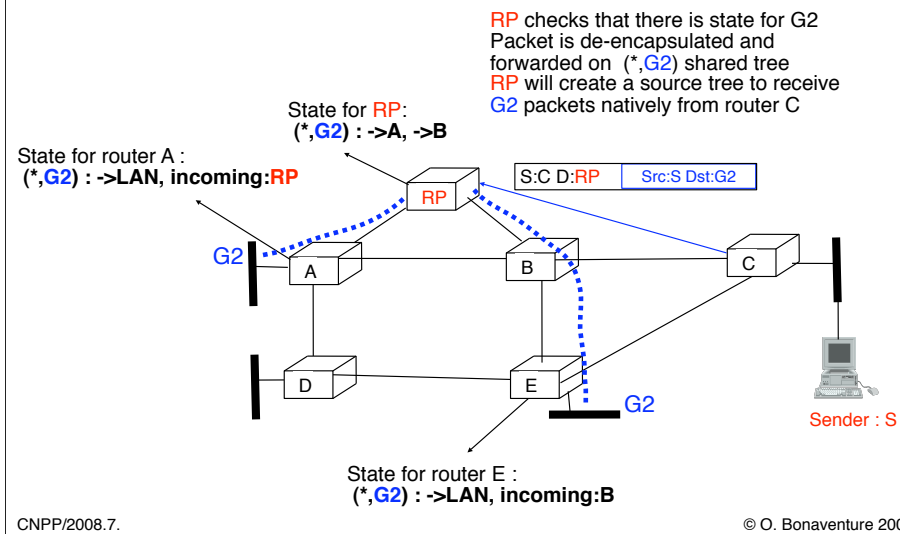 RP checks that there is state for G2
Packet is de-encapsulated and
forwarded on (*,G2) shared tree
RP will create a source tree to receive
G2 packets natively from router C
State for RP:
(*,G2) : ->A, ->B
State for router A :
(*,G2) : ->LAN, incoming:RP
S:C D:RP Src:S Dst:G2
RP
G2
A
B
C
D
E
G2
Sender : S
State for router E :
(*,G2) : ->LAN, incoming:B
CNPP/2008.7.
© O. Bonaventure 200